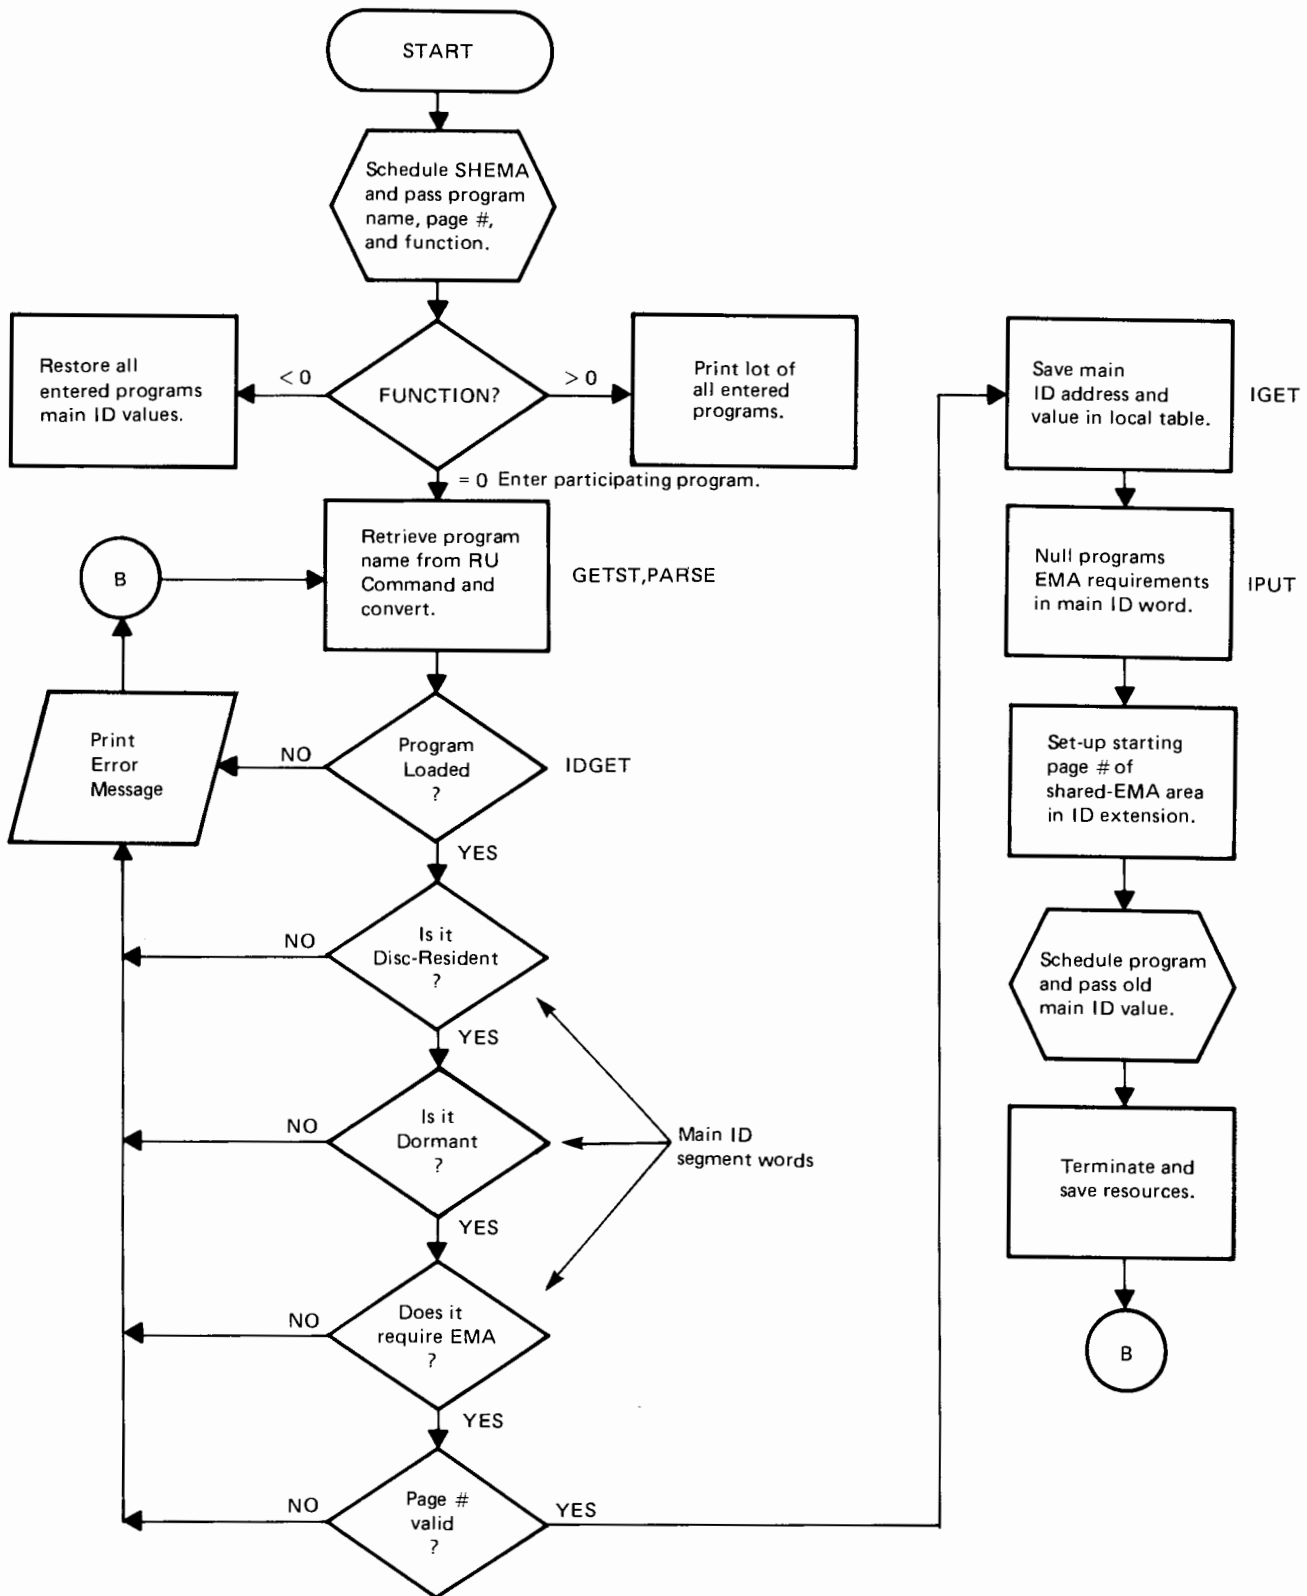 START
Schedule SHEMA
and pass program
name, page #,
and function.
Restore all
entered programs
main ID values.
< 0
FUNCTION?
> 0
Print lot of
all entered
programs.
= 0 Enter participating program.
B
Retrieve program
name from RU
Command and
convert.
GETST,PARSE
Print
Error
Message
NO
Program
Loaded
?
IDGET
YES
NO
Is it
Disc-Resident
?
YES
NO
Is it
Dormant
?
Main ID
segment words
YES
NO
Does it
require EMA
?
YES
NO
Page #
valid
?
YES
Save main
ID address and
value in local table.
IGET
Null programs
EMA requirements
in main ID word.
IPUT
Set-up starting
page # of
shared-EMA area
in ID extension.
Schedule program
and pass old
main ID value.
Terminate and
save resources.
B